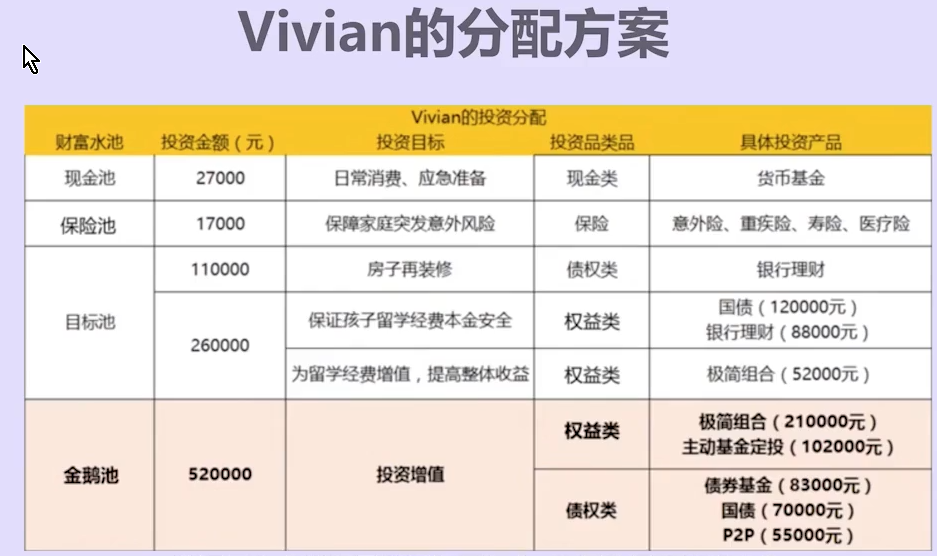 Vivian的分配方案
Vivian的投资分配
财富水池 投资金额（元） 投资目标 投资品类品 具体投资产品
现金池 27000 日常消费、应急准备 现金类 货币基金
保险池 17000 保障家庭突发意外风险 保险 意外险、重疾险、寿险、医疗险
目标池 110000 房子再装修 债权类 银行理财
260000 保证孩子留学经费本金安全 权益类 国债（120000元）
银行理财（88000元）
为留学经费增值，提高整体收益 权益类 极简组合（52000元）
金鹅池 520000 投资增值 权益类 极简组合（210000元）
主动基金定投（102000元）
债权类 债券基金（83000元）
国债（70000元）
P2P（55000元）